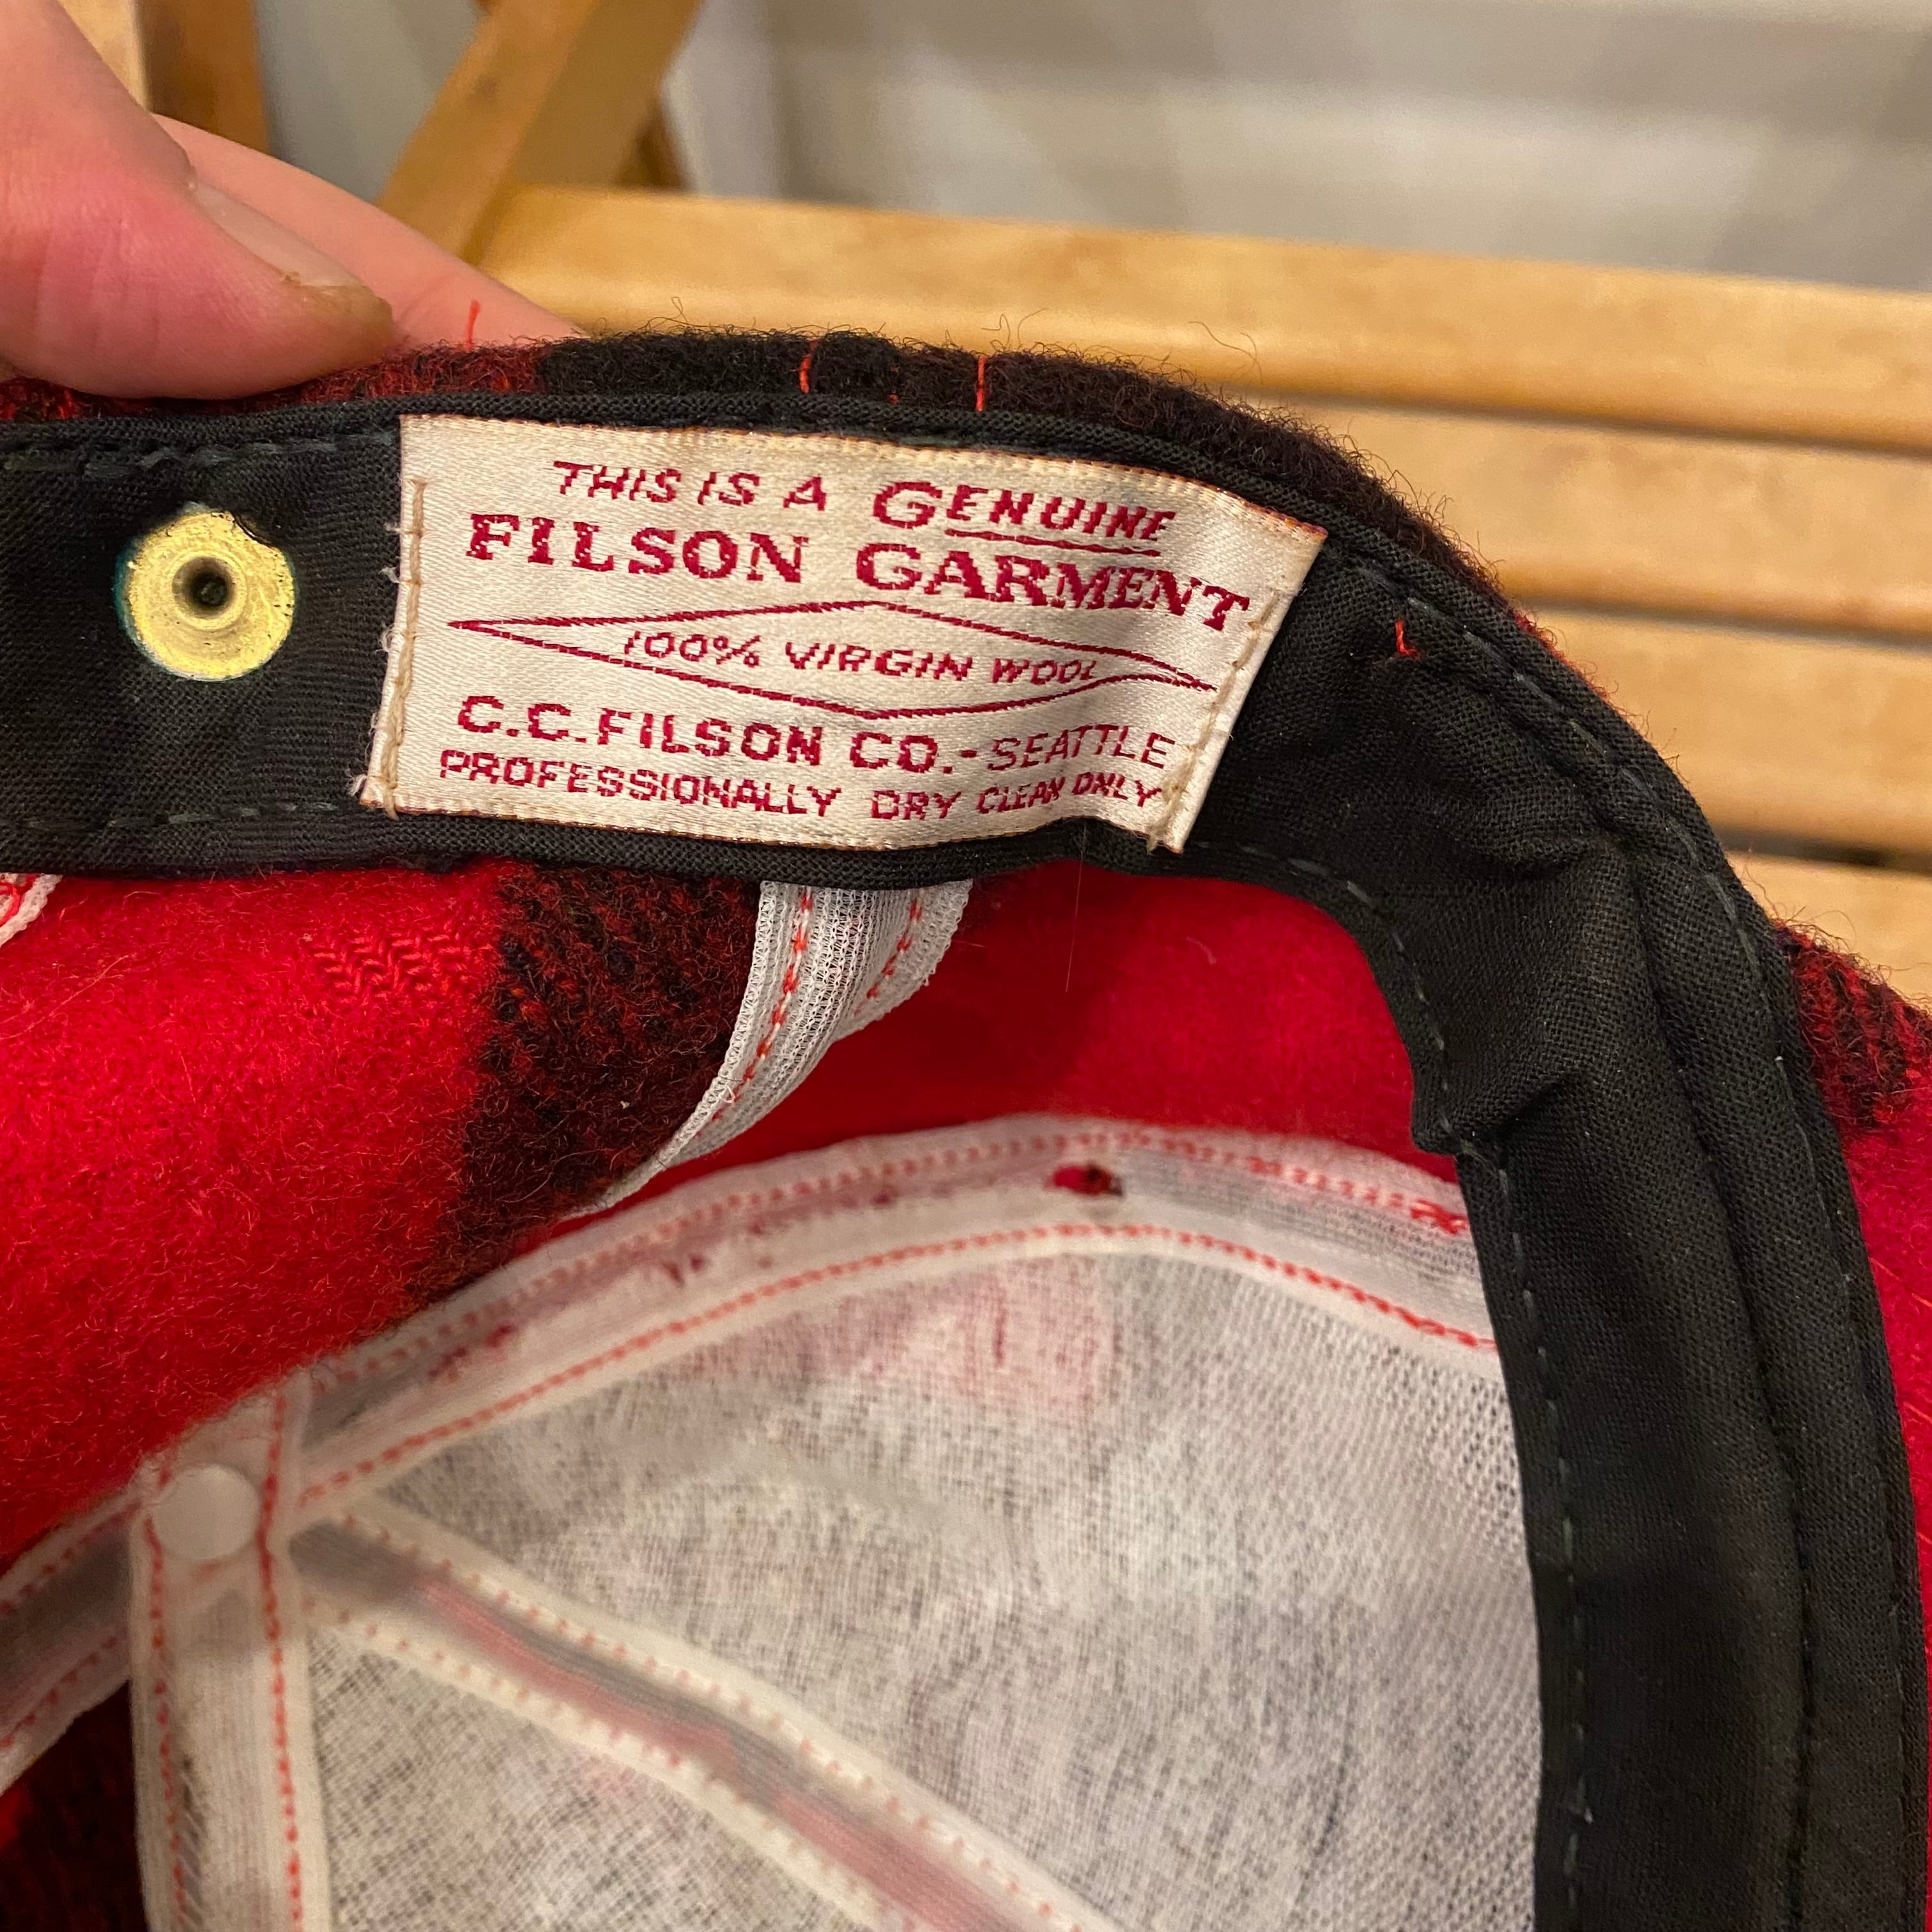 THIS IS A GENUINE
FILSON GARMENT
100% VIRGIN WOOL
C.C. FILSON CO.-SEATTLE
PROFESSIONALLY DRY CLEAN ONLY